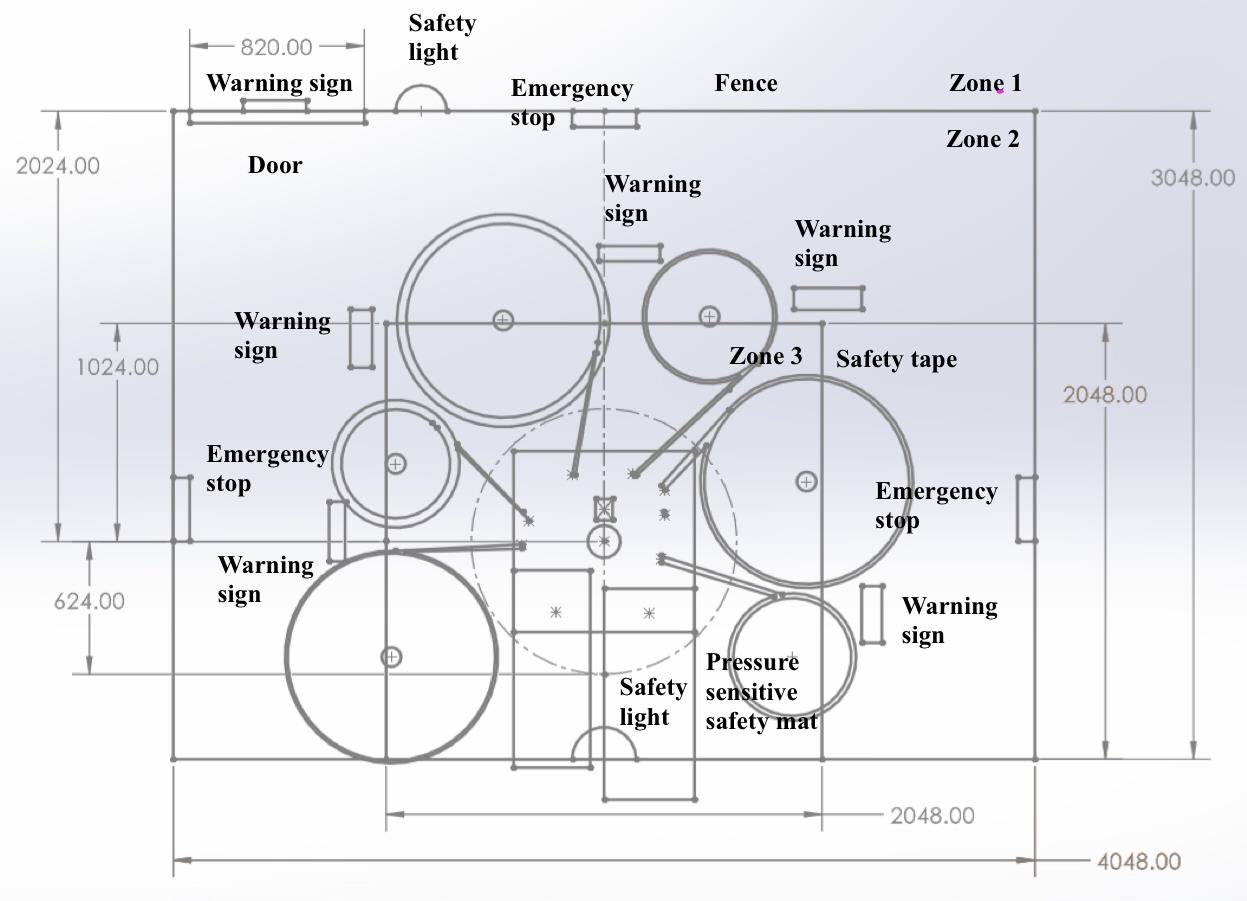 Safety
light
820.00
Warning sign
Emergency
stop
Fence
Zone 1
Zone 2
Door
2024.00
3048.00
Warning
sign
Warning
sign
Warning
sign
1024.00
Zone 3
Safety tape
2048.00
Emergency
stop
Emergency
stop
Warning
sign
624.00
Warning
sign
Pressure
sensitive
safety mat
Safety
light
2048.00
4048.00